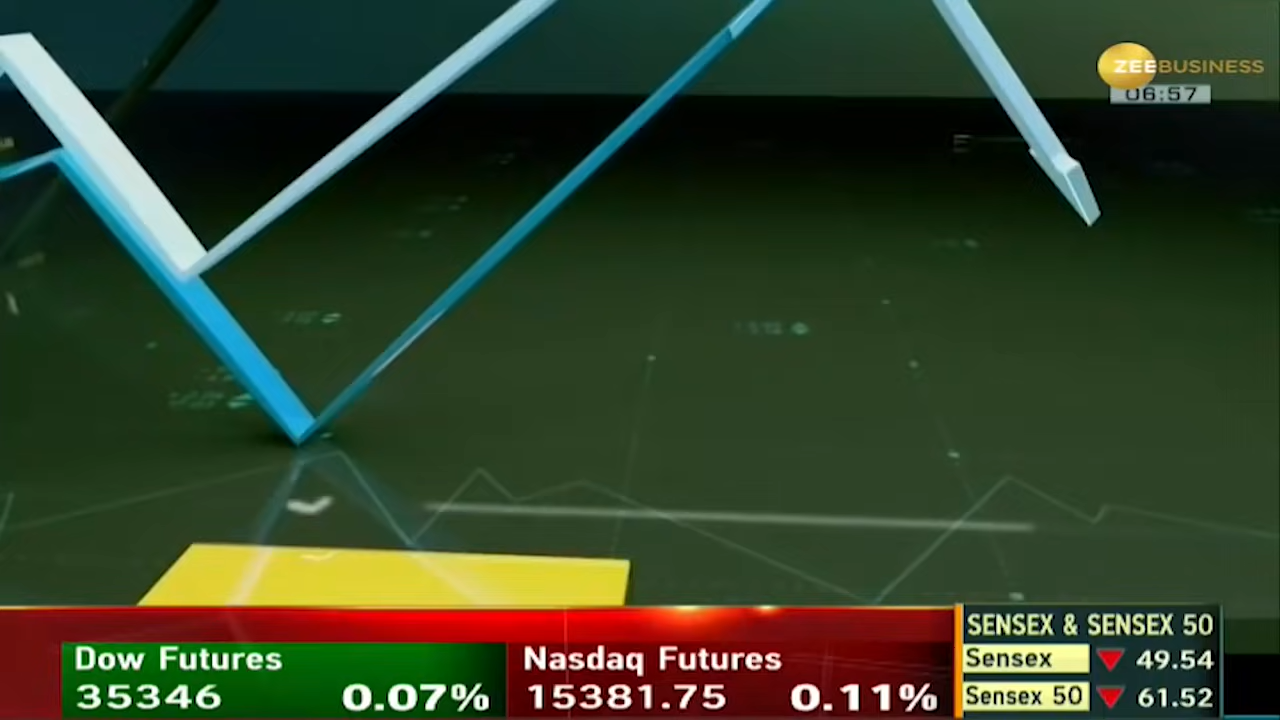 ZEEBUSINESS
06:57
SENSEX & SENSEX 50
Dow Futures
35346 0.07%
Nasdaq Futures
15381.75 0.11%
Sensex ▼ 49.54
Sensex 50 ▼ 61.52